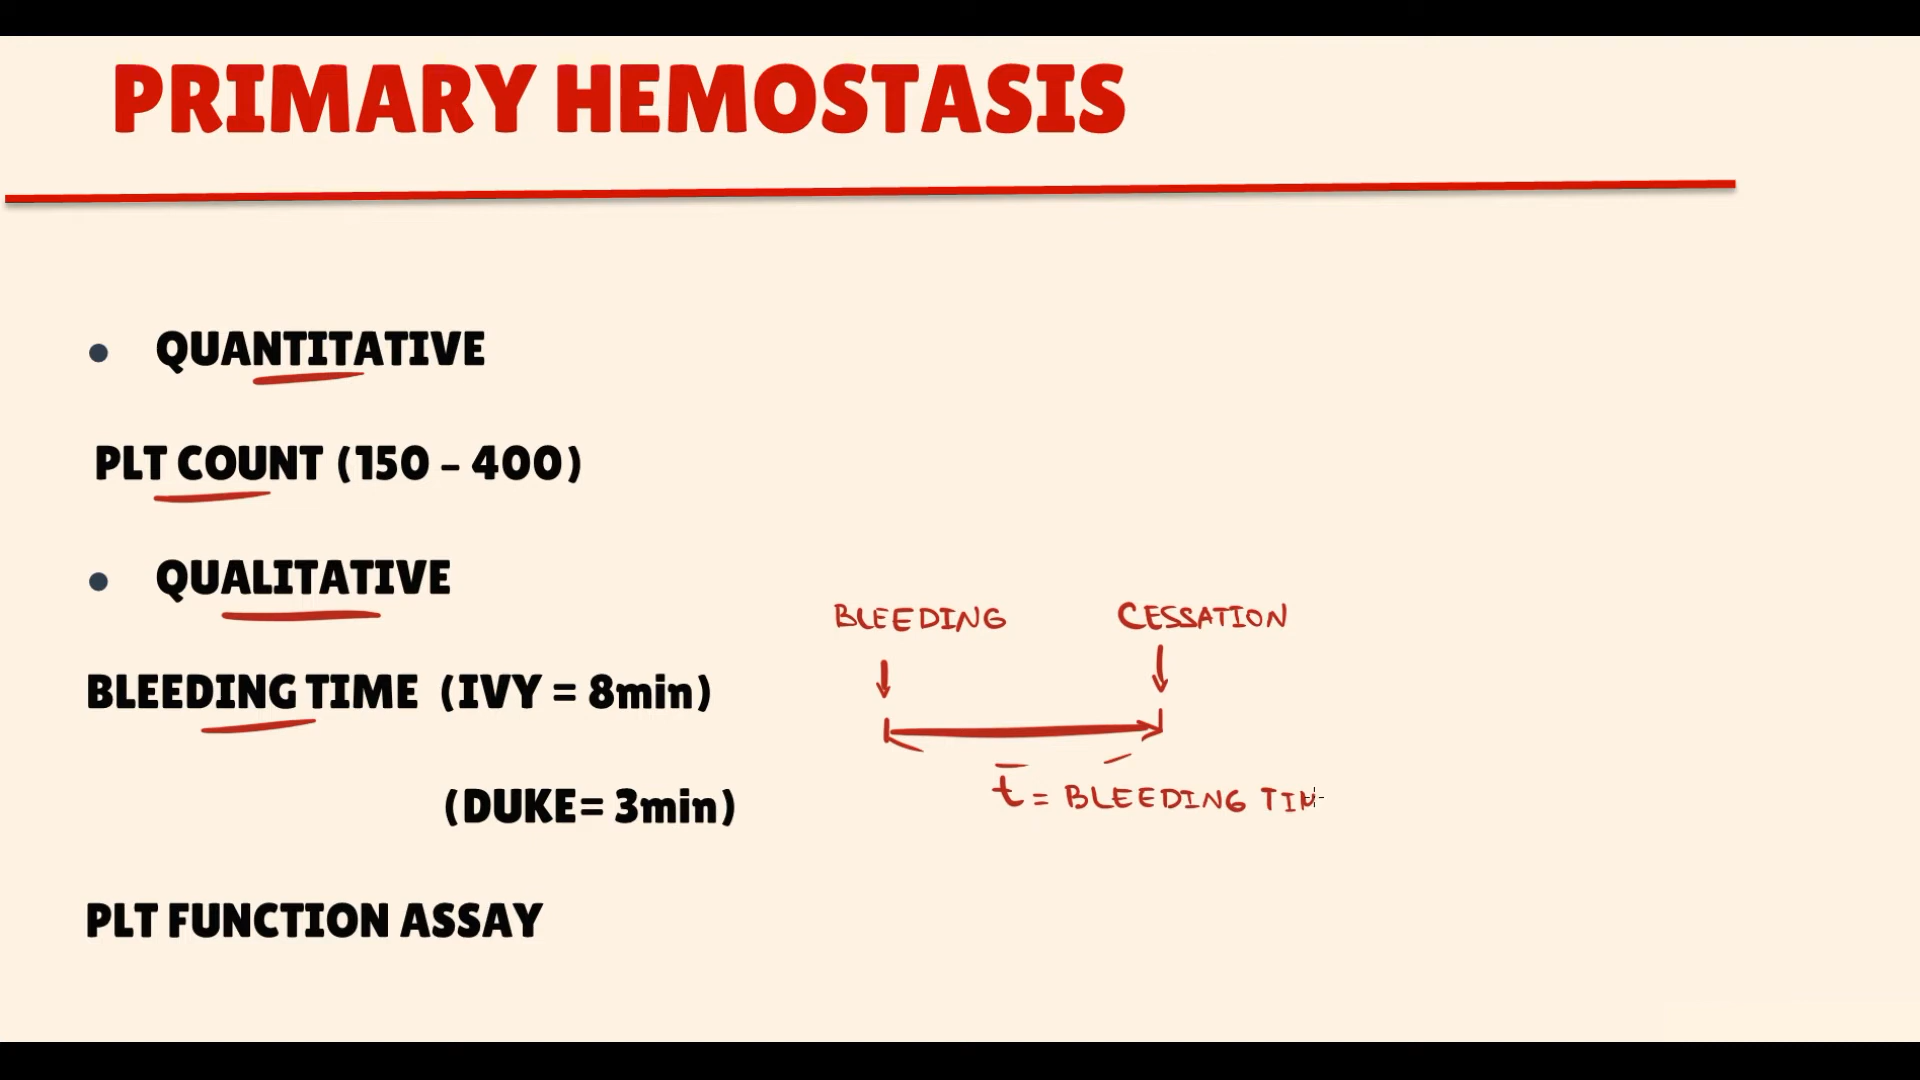 PRIMARY HEMOSTASIS
• QUANTITATIVE
PLT COUNT (150 – 400)
• QUALITATIVE
BLEEDING CESSATION
BLEEDING TIME (IVY = 8min)
(DUKE= 3min)
t = BLEEDING TIM
PLT FUNCTION ASSAY